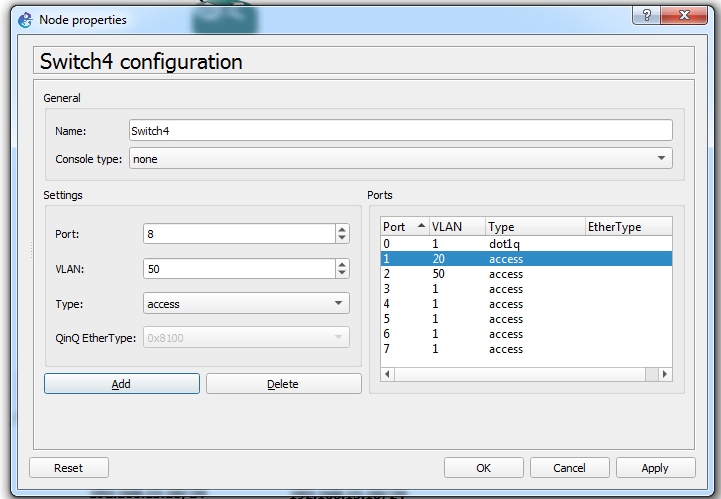 Node properties
Switch4 configuration
General
Name: Switch4
Console type: none
Settings
Port: 8
VLAN: 50
Type: access
QinQ EtherType: 0x8100
Add Delete
Ports
Port VLAN Type EtherType
0 1 dot1q
1 20 access
2 50 access
3 1 access
4 1 access
5 1 access
6 1 access
7 1 access
Reset OK Cancel Apply